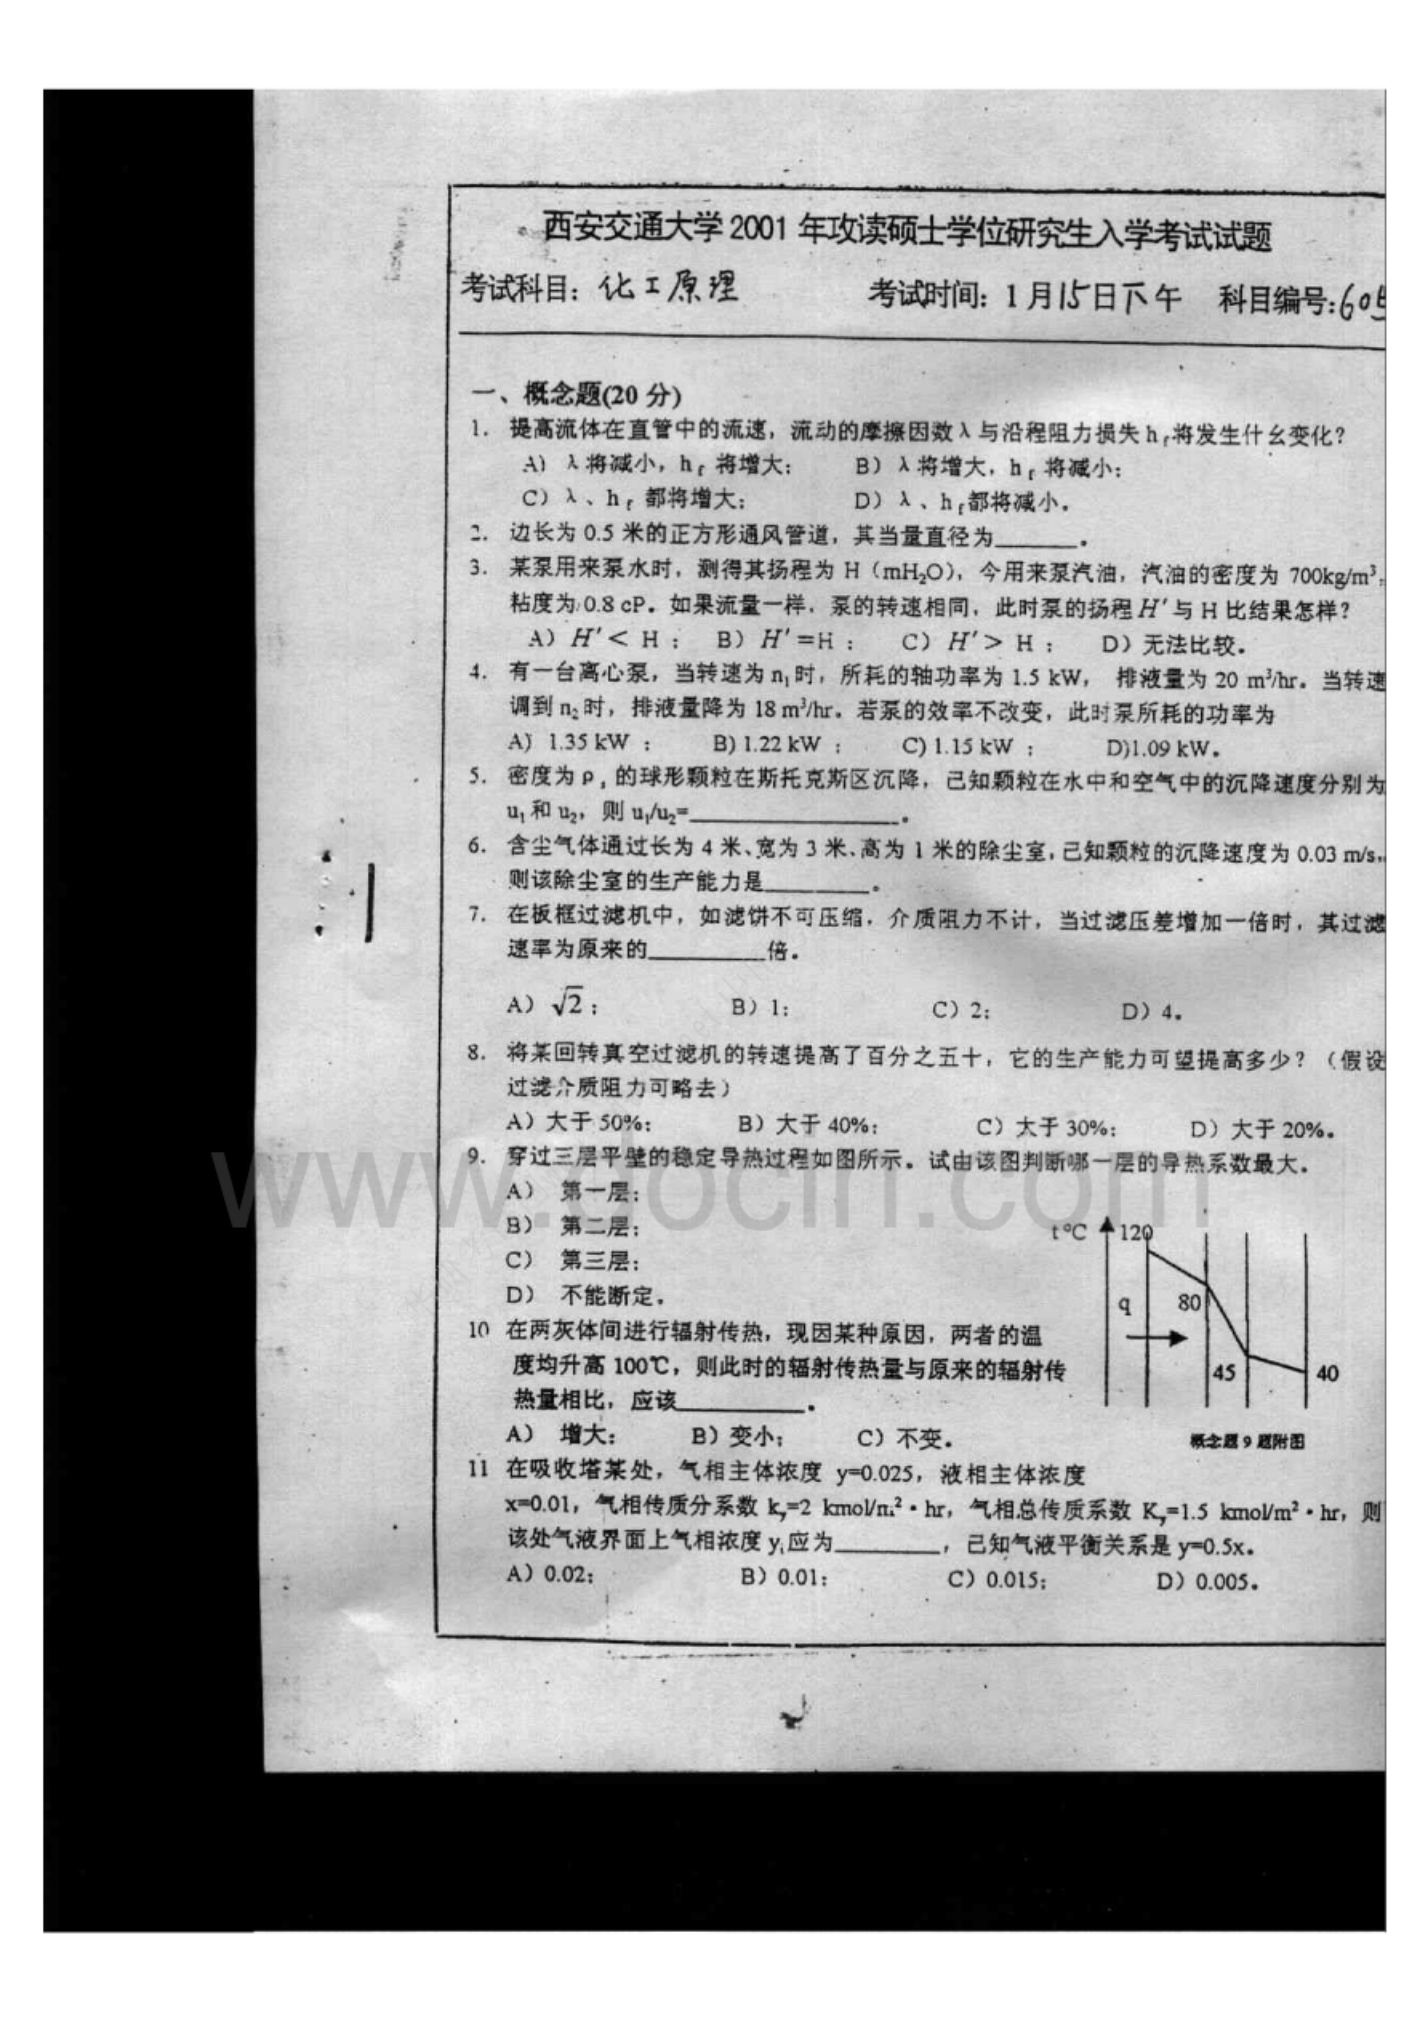 西安交通大学2001年攻读硕士学位研究生入学考试试题
考试科目：化工原理 考试时间：1月15日下午 科目编号：
一、概念题(20分)
1. 提高流体在直管中的流速，流动的摩擦因数λ与沿程阻力损失hf将发生什么变化？
A) λ将减小，hf 将增大； B) λ将增大，hf 将减小；
C) λ、hf 都将增大； D) λ、hf都将减小。
2. 边长为0.5米的正方形通风管道，其当量直径为______。
3. 某泵用来泵水时，测得其扬程为H（mH₂O），今用来泵汽油，汽油的密度为 700kg/m³，
粘度为0.8 cP。如果流量一样，泵的转速相同，此时泵的扬程H′与H比结果怎样？
A) H′< H； B) H′=H； C) H′> H； D) 无法比较。
4. 有一台离心泵，当转速为n₁时，所耗的轴功率为1.5 kW， 排液量为20 m³/hr。当转速
调到n₂时，排液量降为18 m³/hr。若泵的效率不改变，此时泵所耗的功率为
A) 1.35 kW； B) 1.22 kW； C) 1.15 kW； D)1.09 kW。
5. 密度为ρs的球形颗粒在斯托克斯区沉降，已知颗粒在水中和空气中的沉降速度分别为
u₁和u₂，则u₁/u₂=________________。
6. 含尘气体通过长为4米、宽为3米、高为1米的除尘室，已知颗粒的沉降速度为0.03 m/s，
则该除尘室的生产能力是________。
7. 在板框过滤机中，如滤饼不可压缩，介质阻力不计，当过滤压差增加一倍时，其过滤
速率为原来的_________倍。
A) √2； B) 1； C) 2； D) 4。
8. 将某回转真空过滤机的转速提高了百分之五十，它的生产能力可望提高多少？（假设
过滤介质阻力可略去）
A) 大于50%； B) 大于40%； C) 大于30%； D) 大于20%。
9. 穿过三层平壁的稳定导热过程如图所示。试由该图判断哪一层的导热系数最大。
A) 第一层；
B) 第二层；
C) 第三层；
D) 不能断定。
t℃ 120
q 80
45 40
概念题9题附图
10 在两灰体间进行辐射传热，现因某种原因，两者的温
度均升高100℃，则此时的辐射传热量与原来的辐射传
热量相比，应该__________。
A) 增大； B) 变小； C) 不变。
11 在吸收塔某处，气相主体浓度 y=0.025，液相主体浓度
x=0.01，气相传质分系数 ky=2 kmol/m²·hr，气相总传质系数 Ky=1.5 kmol/m²·hr，则
该处气液界面上气相浓度yi应为________，已知气液平衡关系是y=0.5x。
A) 0.02； B) 0.01； C) 0.015； D) 0.005。
www.docin.com